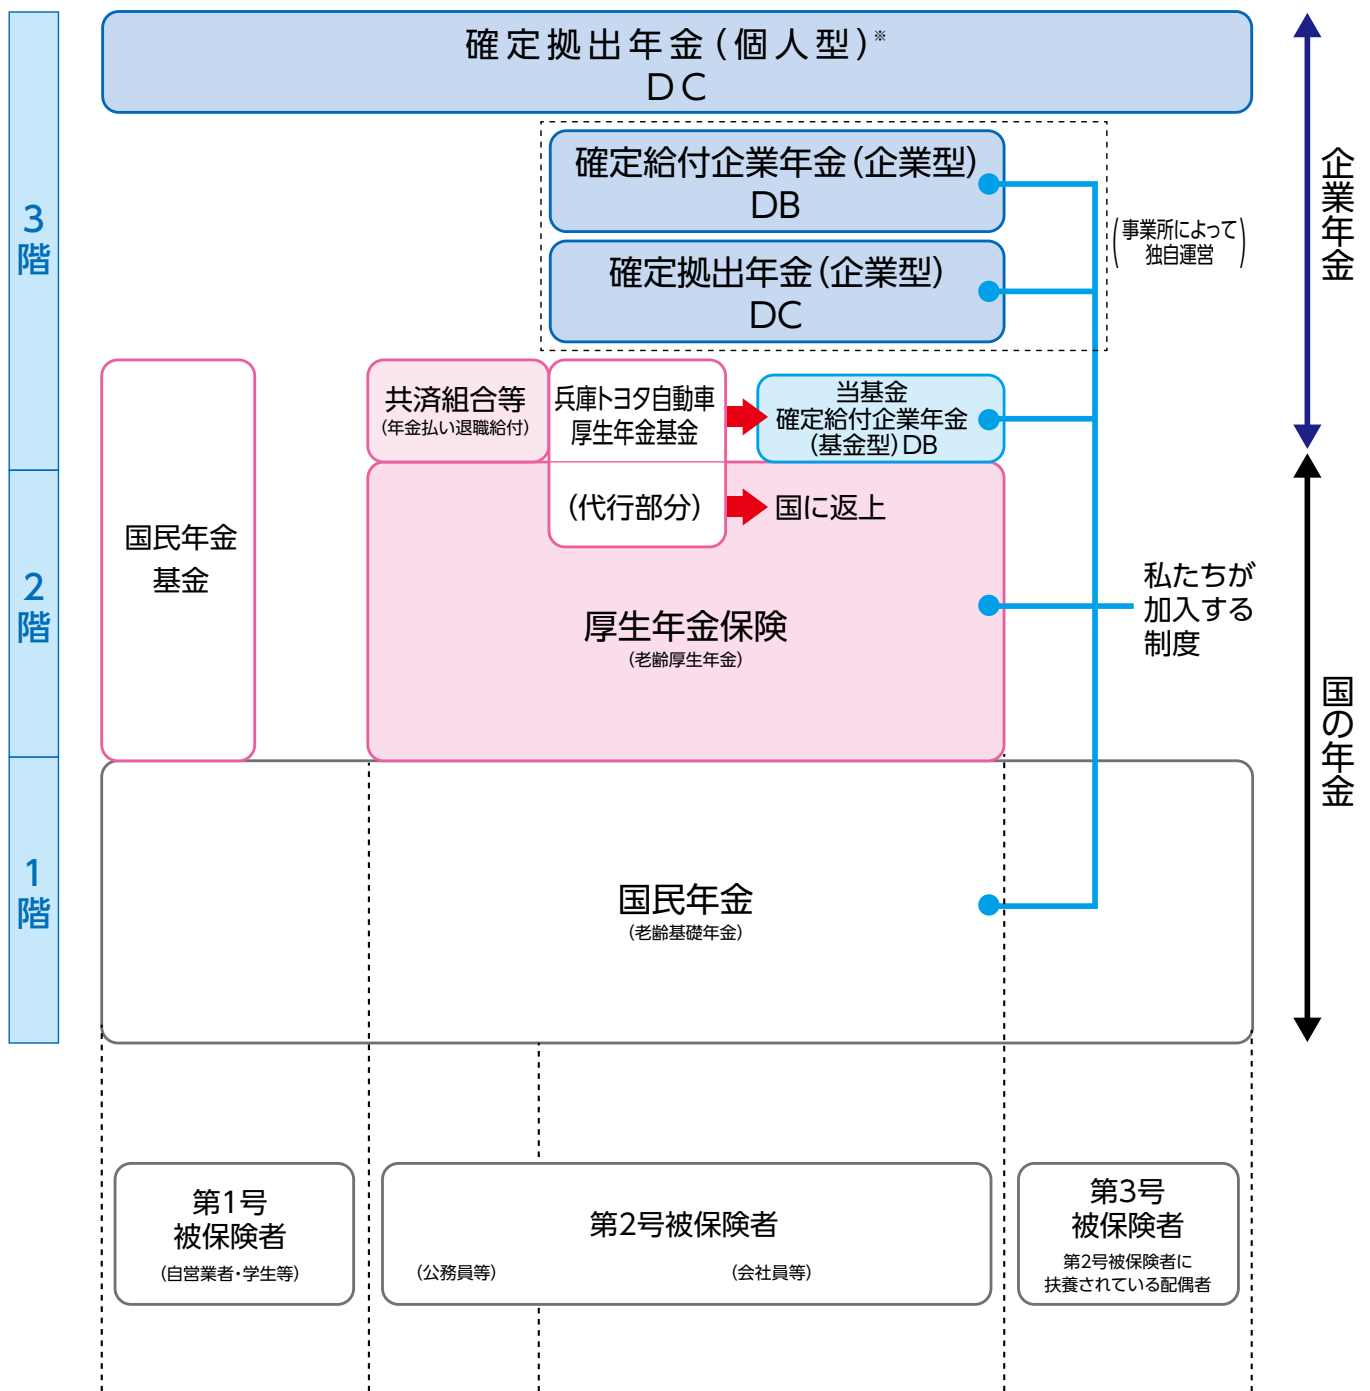 確定拠出年金(個人型)※
DC
確定給付企業年金(企業型)
DB
確定拠出年金(企業型)
DC
(事業所によって
独自運営)
企業年金
3階
共済組合等
(年金払い退職給付)
兵庫トヨタ自動車
厚生年金基金
当基金
確定給付企業年金
(基金型)DB
(代行部分)
国に返上
国民年金
基金
2階
厚生年金保険
(老齢厚生年金)
私たちが
加入する
制度
国の年金
1階
国民年金
(老齢基礎年金)
第1号
被保険者
(自営業者・学生等)
第2号被保険者
(公務員等)
(会社員等)
第3号
被保険者
第2号被保険者に
扶養されている配偶者